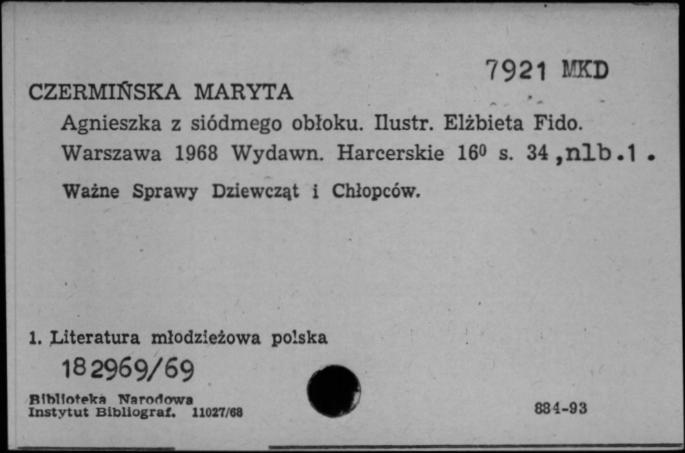 7921 MKD
CZERMIŃSKA MARYTA
Agnieszka z siódmego obłoku. Ilustr. Elżbieta Fido.
Warszawa 1968 Wydawn. Harcerskie 16⁰ s. 34,nlb.1.
Ważne Sprawy Dziewcząt i Chłopców.
1. Literatura młodzieżowa polska
182969/69
Biblioteka Narodowa
Instytut Bibliograf. 11027/68
884-93